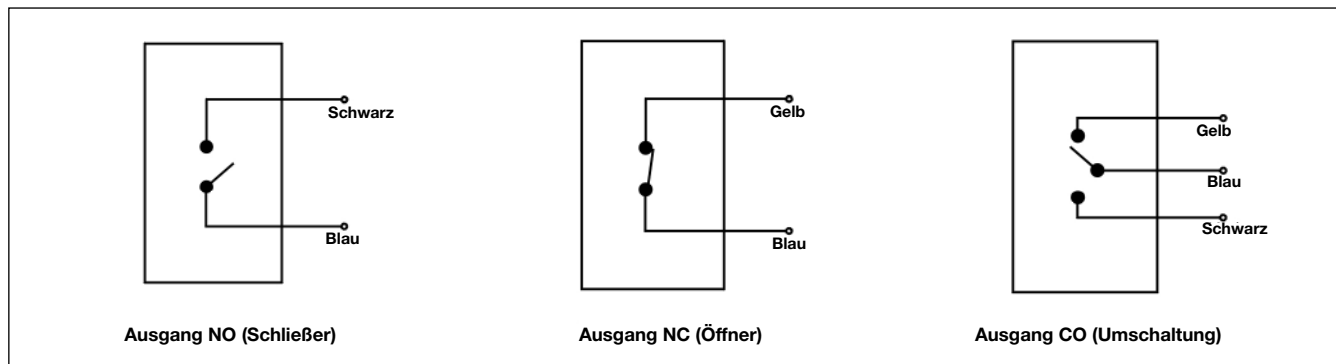 Schwarz
Blau
Ausgang NO (Schließer)
Gelb
Blau
Ausgang NC (Öffner)
Gelb
Blau
Schwarz
Ausgang CO (Umschaltung)